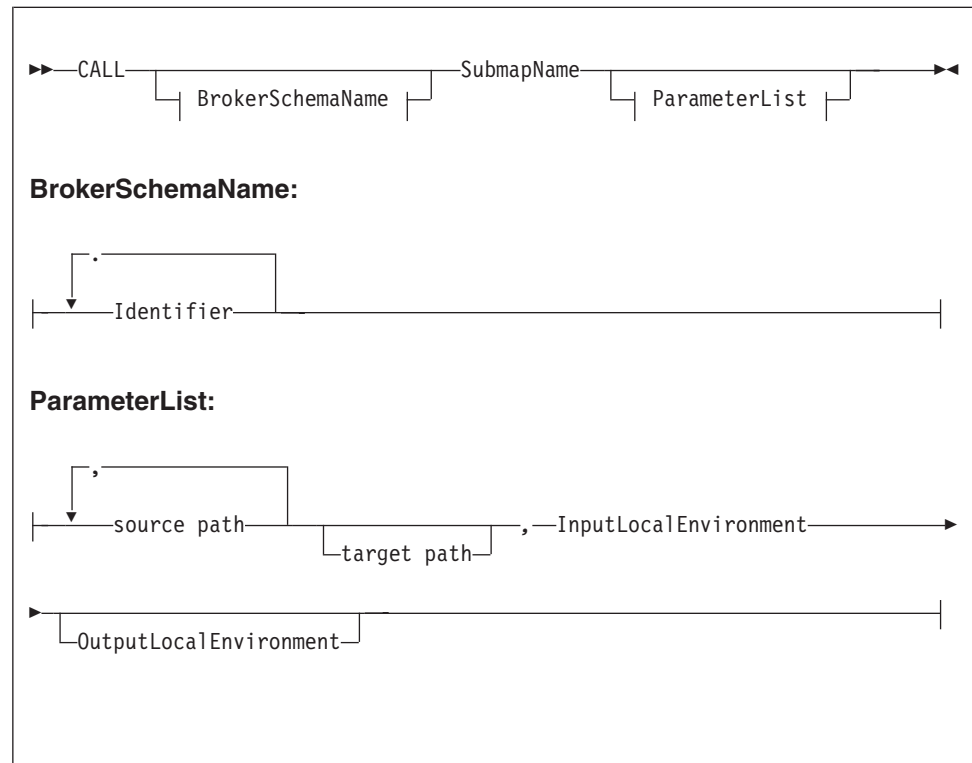 CALL SubmapName
BrokerSchemaName ParameterList
BrokerSchemaName:
.
Identifier
ParameterList:
,
source path , InputLocalEnvironment
target path
OutputLocalEnvironment